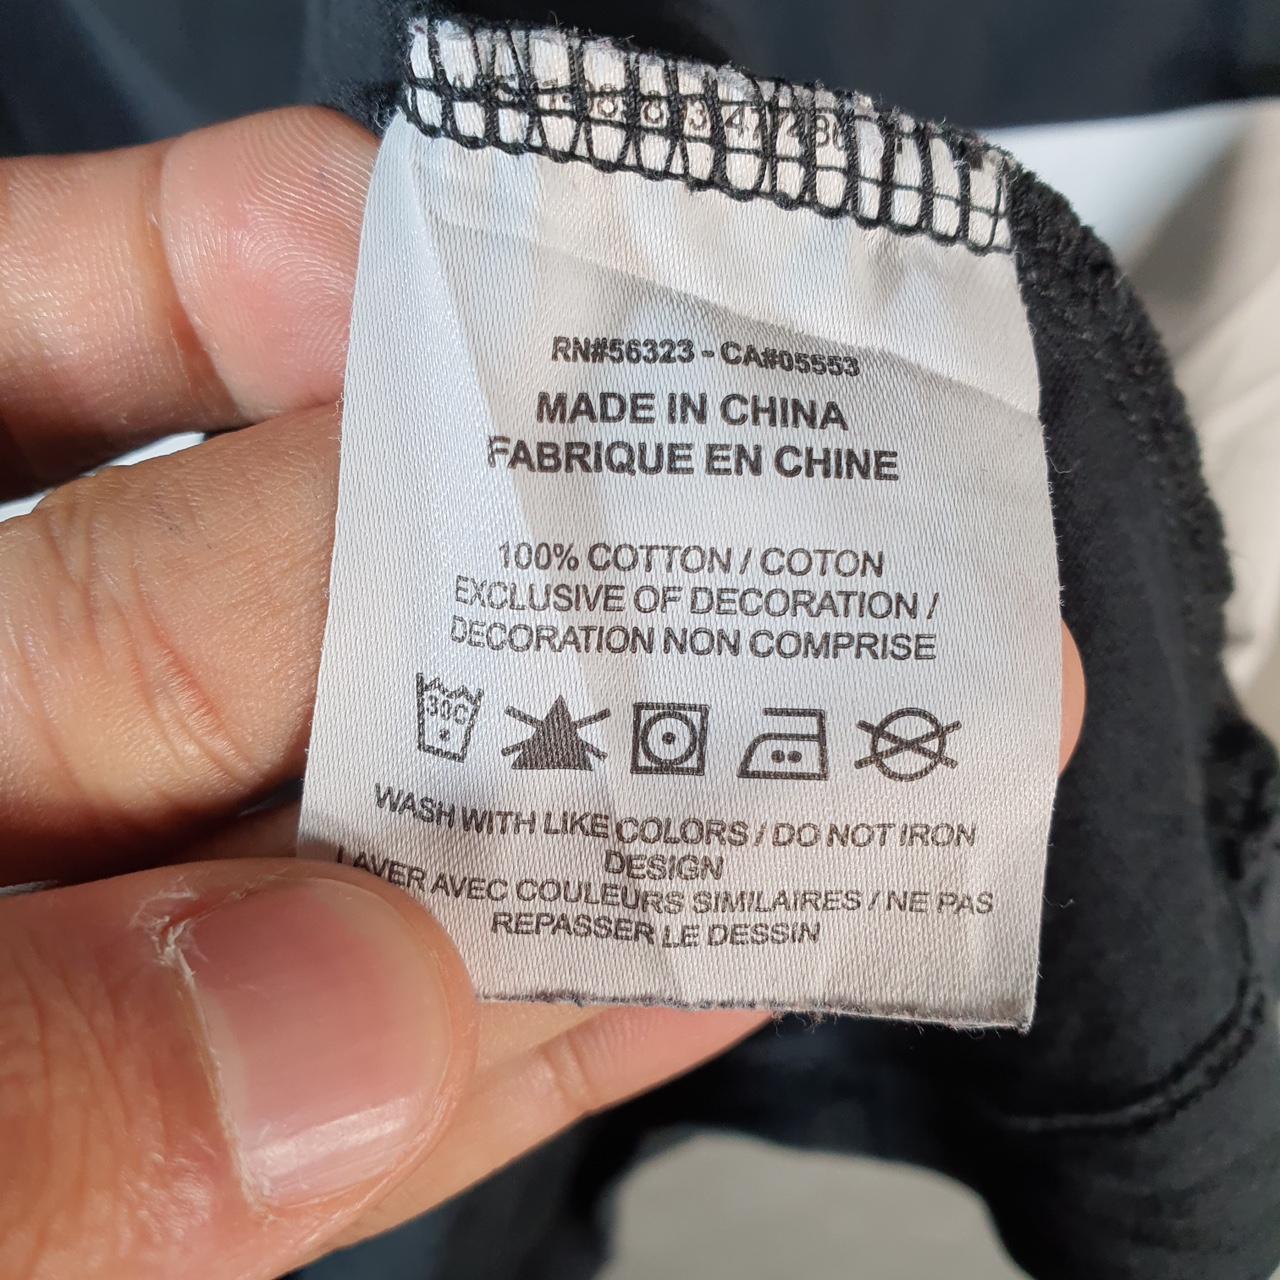 RN#56323 - CA#05553
MADE IN CHINA
FABRIQUE EN CHINE
100% COTTON / COTON
EXCLUSIVE OF DECORATION /
DECORATION NON COMPRISE
30C
WASH WITH LIKE COLORS / DO NOT IRON
DESIGN
LAVER AVEC COULEURS SIMILAIRES / NE PAS
REPASSER LE DESSIN